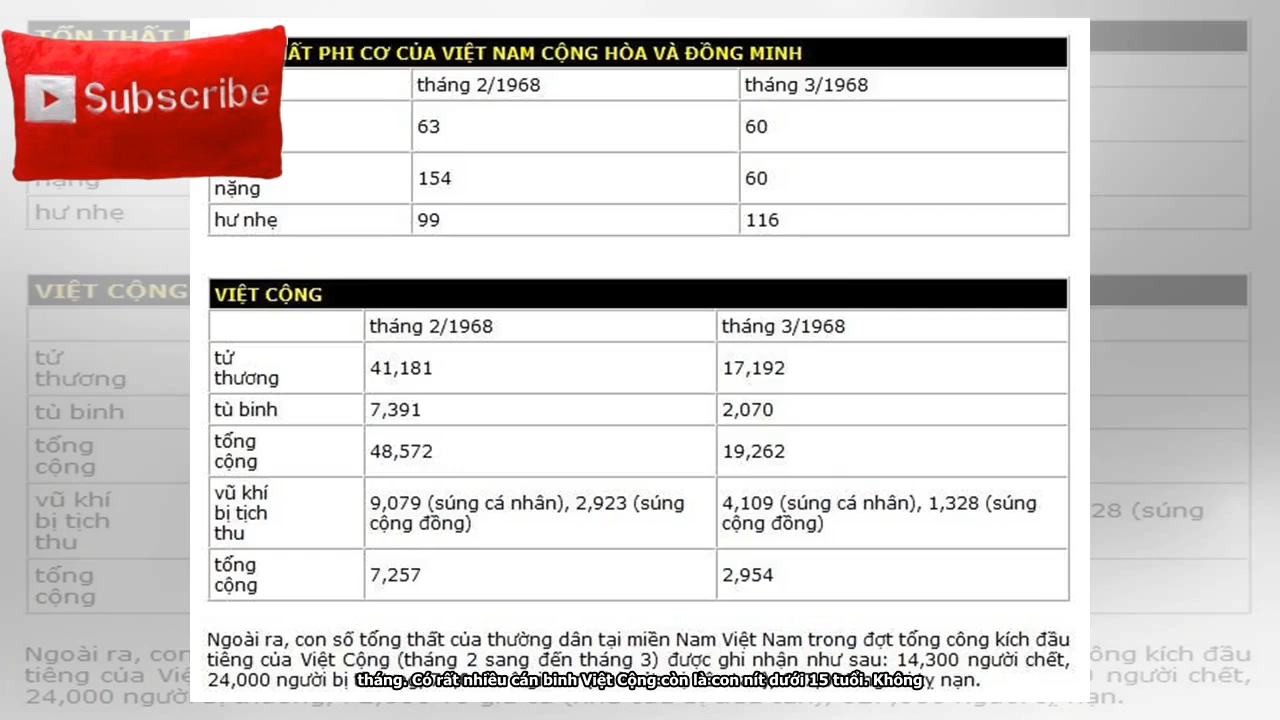 Subscribe
ẤT PHI CƠ CỦA VIỆT NAM CỘNG HÒA VÀ ĐỒNG MINH
tháng 2/1968 tháng 3/1968
63 60
nặng 154 60
hư nhẹ 99 116
VIỆT CỘNG
tháng 2/1968 tháng 3/1968
tử thương 41,181 17,192
tù binh 7,391 2,070
tổng cộng 48,572 19,262
vũ khí bị tịch thu 9,079 (súng cá nhân), 2,923 (súng cộng đồng) 4,109 (súng cá nhân), 1,328 (súng cộng đồng)
tổng cộng 7,257 2,954
Ngoài ra, con số tổng thất của thường dân tại miền Nam Việt Nam trong đợt tổng công kích đầu
tiêng của Việt Cộng (tháng 2 sang đến tháng 3) được ghi nhận như sau: 14,300 người chết,
24,000 người bị
nạn.
tháng. Có rất nhiều cán binh Việt Cộng còn là con nít dưới 15 tuổi. Không